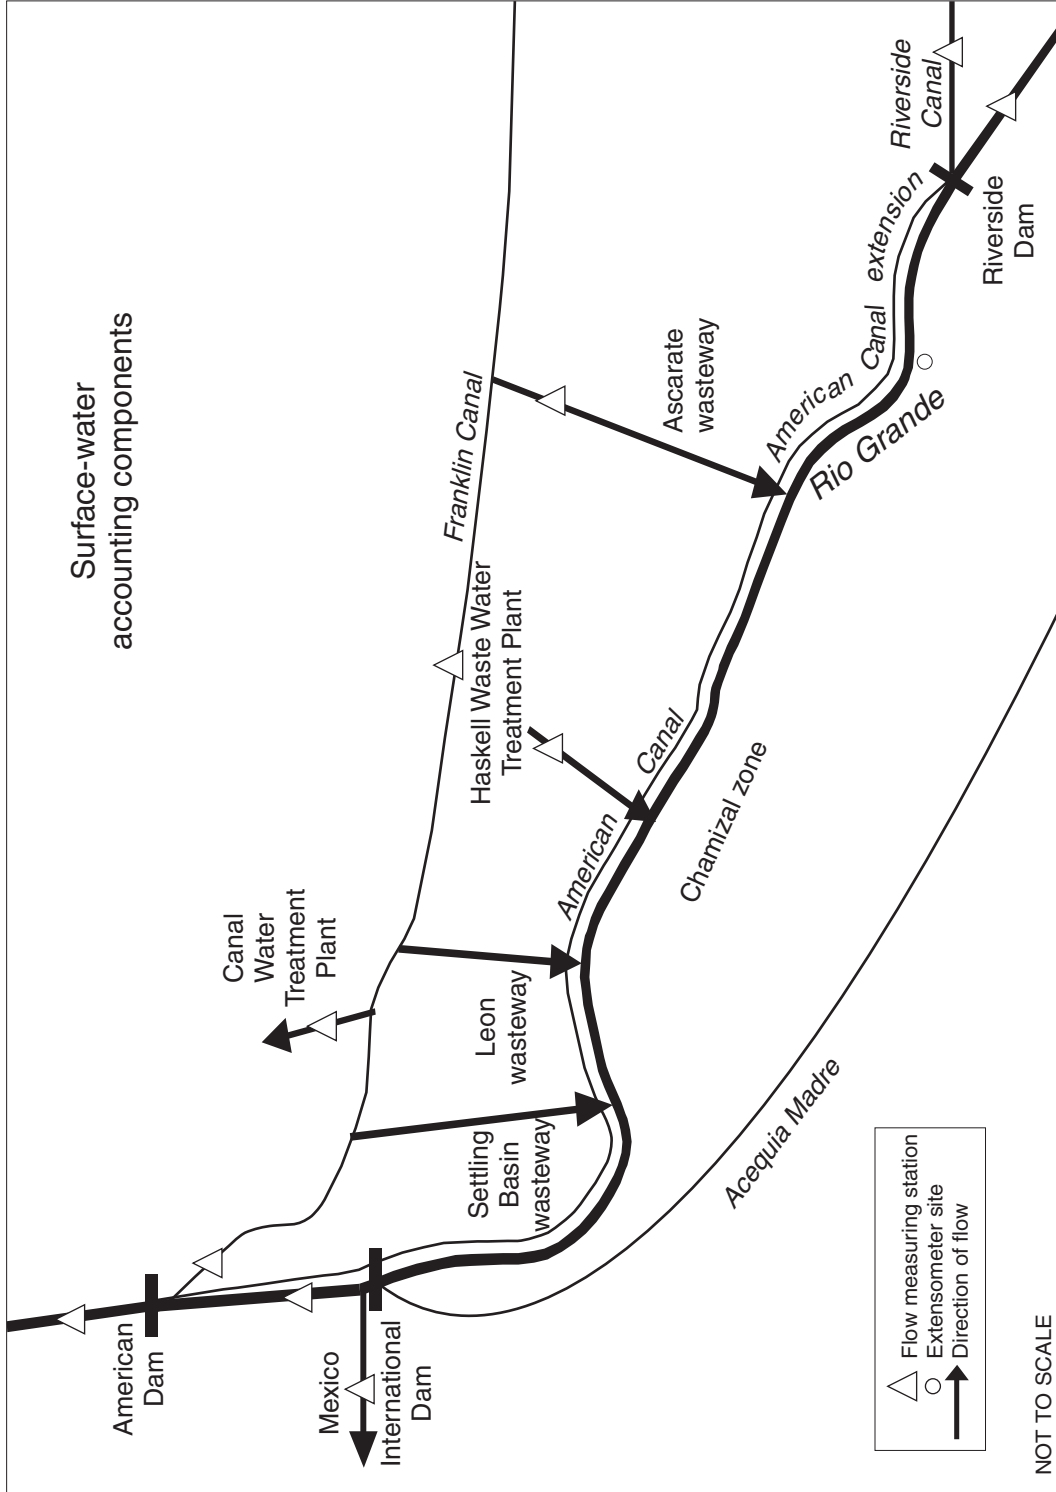 Surface-water
accounting components
American
Dam
Mexico
International
Dam
Canal
Water
Treatment
Plant
Settling
Basin
wasteway
Leon
wasteway
Franklin Canal
Haskell Waste Water
Treatment Plant
Ascarate
wasteway
American Canal
American Canal extension
Rio Grande
Riverside
Canal
Riverside
Dam
Chamizal zone
Acequia Madre
Flow measuring station
Extensometer site
Direction of flow
NOT TO SCALE